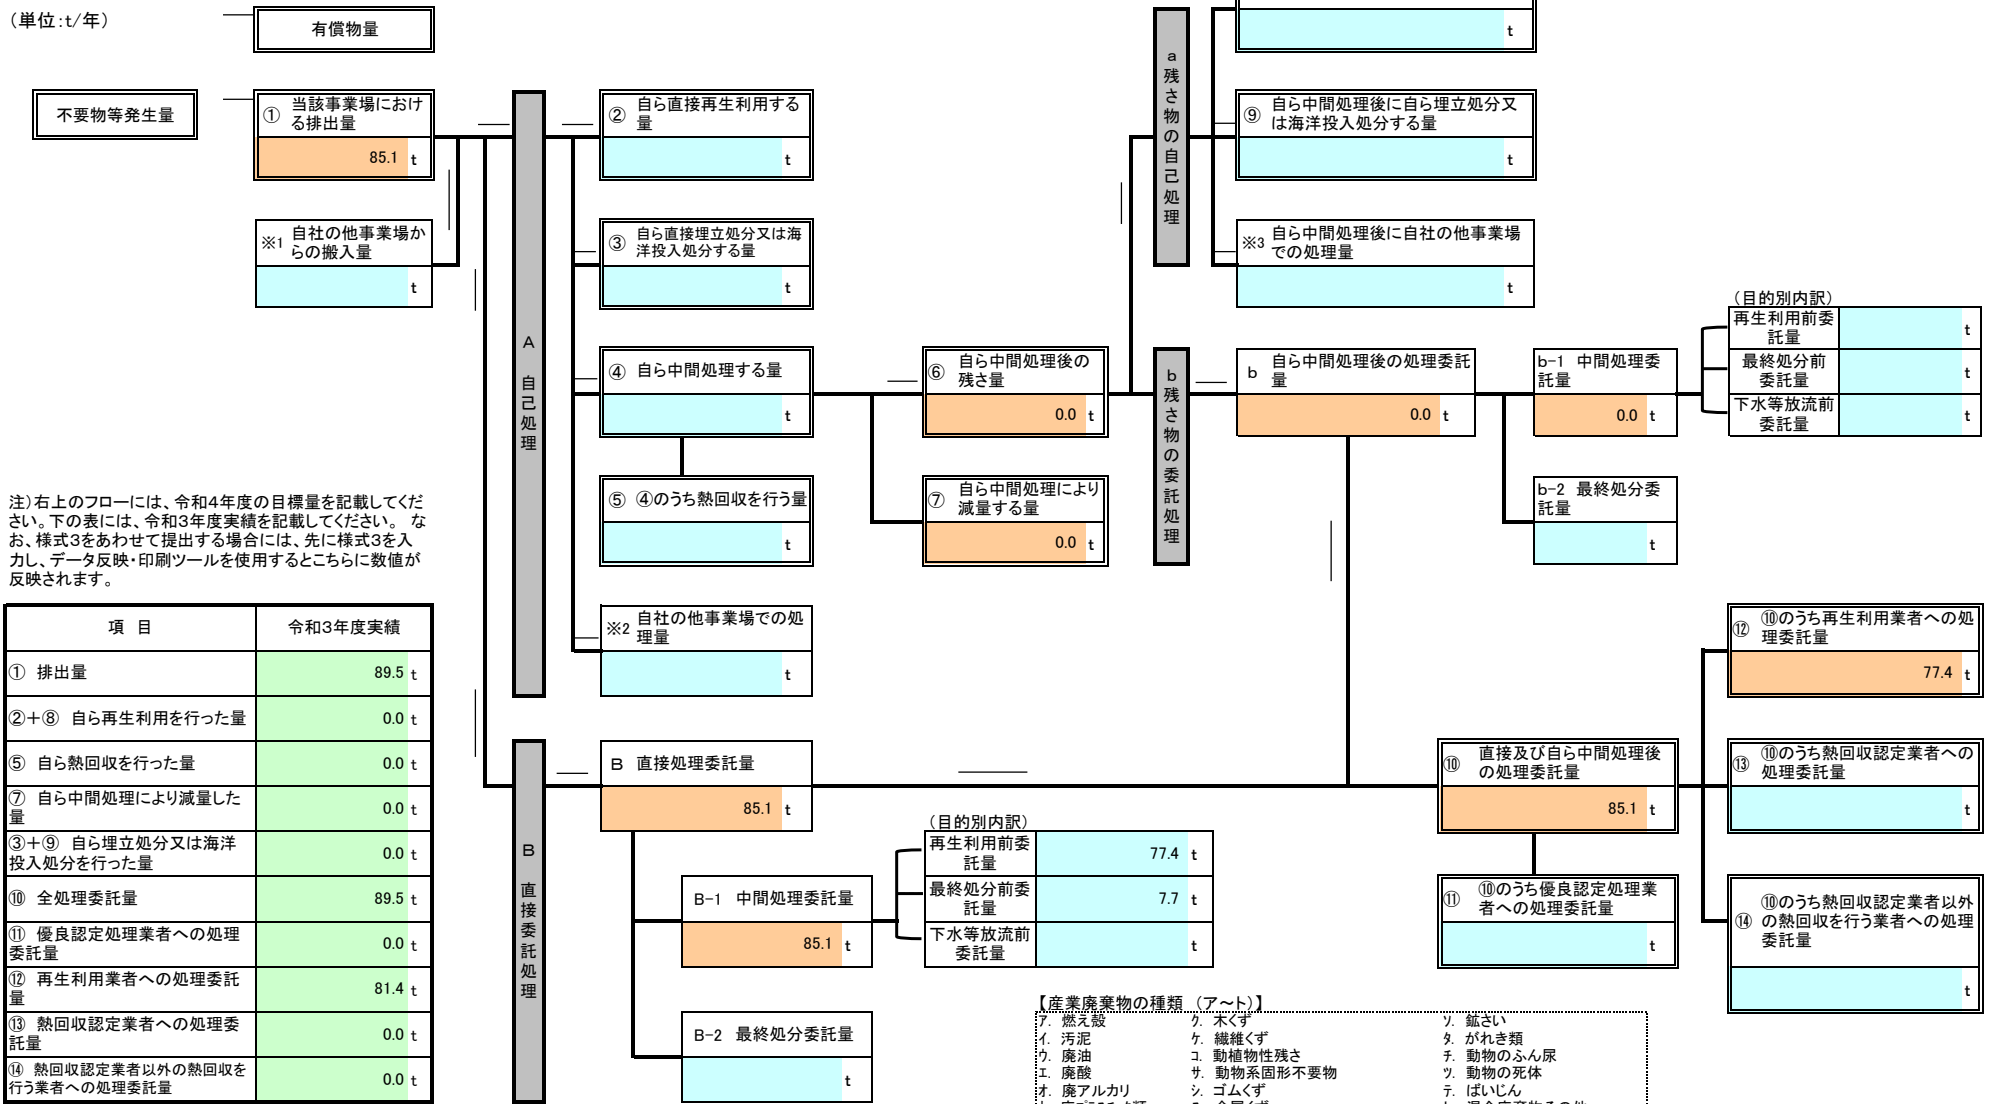 （単位：t/年）
有償物量
t
不要物等発生量
① 当該事業場におけ
る排出量
85.1 t
※1 自社の他事業場か
らの搬入量
t
A 自己処理
② 自ら直接再生利用する
量
t
③ 自ら直接埋立処分又は海
洋投入処分する量
t
④ 自ら中間処理する量
t
⑤ ④のうち熱回収を行う量
t
※2 自社の他事業場での処
理量
t
⑥ 自ら中間処理後の
残さ量
0.0 t
⑦ 自ら中間処理により
減量する量
0.0 t
a 残さ物の自己処理
⑨ 自ら中間処理後に自ら埋立処分又
は海洋投入処分する量
t
※3 自ら中間処理後に自社の他事業場
での処理量
t
b 残さ物の委託処理
b 自ら中間処理後の処理委託
量
0.0 t
b-1 中間処理委
託量
0.0 t
b-2 最終処分委
託量
t
（目的別内訳）
再生利用前委
託量
t
最終処分前
委託量
t
下水等放流前
委託量
t
注）右上のフローには、令和４年度の目標量を記載してくだ
さい。下の表には、令和３年度実績を記載してください。 な
お、様式３をあわせて提出する場合には、先に様式３を入
力し、データ反映・印刷ツールを使用するとこちらに数値が
反映されます。
項 目 令和３年度実績
① 排出量 89.5 t
②＋⑧ 自ら再生利用を行った量 0.0 t
⑤ 自ら熱回収を行った量 0.0 t
⑦ 自ら中間処理により減量した
量 0.0 t
③＋⑨ 自ら埋立処分又は海洋
投入処分を行った量 0.0 t
⑩ 全処理委託量 89.5 t
⑪ 優良認定処理業者への処理
委託量 0.0 t
⑫ 再生利用業者への処理委託
量 81.4 t
⑬ 熱回収認定業者への処理委
託量 0.0 t
⑭ 熱回収認定業者以外の熱回収を
行う業者への処理委託量 0.0 t
B 直接委託処理
B 直接処理委託量
85.1 t
B-1 中間処理委託量
85.1 t
B-2 最終処分委託量
t
（目的別内訳）
再生利用前委
託量
77.4 t
最終処分前委
託量
7.7 t
下水等放流前
委託量
t
⑩ 直接及び自ら中間処理後
の処理委託量
85.1 t
⑪ ⑩のうち優良認定処理業
者への処理委託量
t
⑫ ⑩のうち再生利用業者への処
理委託量
77.4 t
⑬ ⑩のうち熱回収認定業者への
処理委託量
t
⑭ ⑩のうち熱回収認定業者以外
の熱回収を行う業者への処理
委託量
t
【産業廃棄物の種類 （ア～ト）】
ア. 燃え殻 ク. 木くず ソ. 鉱さい
イ. 汚泥 ケ. 繊維くず タ. がれき類
ウ. 廃油 コ. 動植物性残さ チ. 動物のふん尿
エ. 廃酸 サ. 動物系固形不要物 ツ. 動物の死体
オ. 廃アルカリ シ. ゴムくず テ. ばいじん